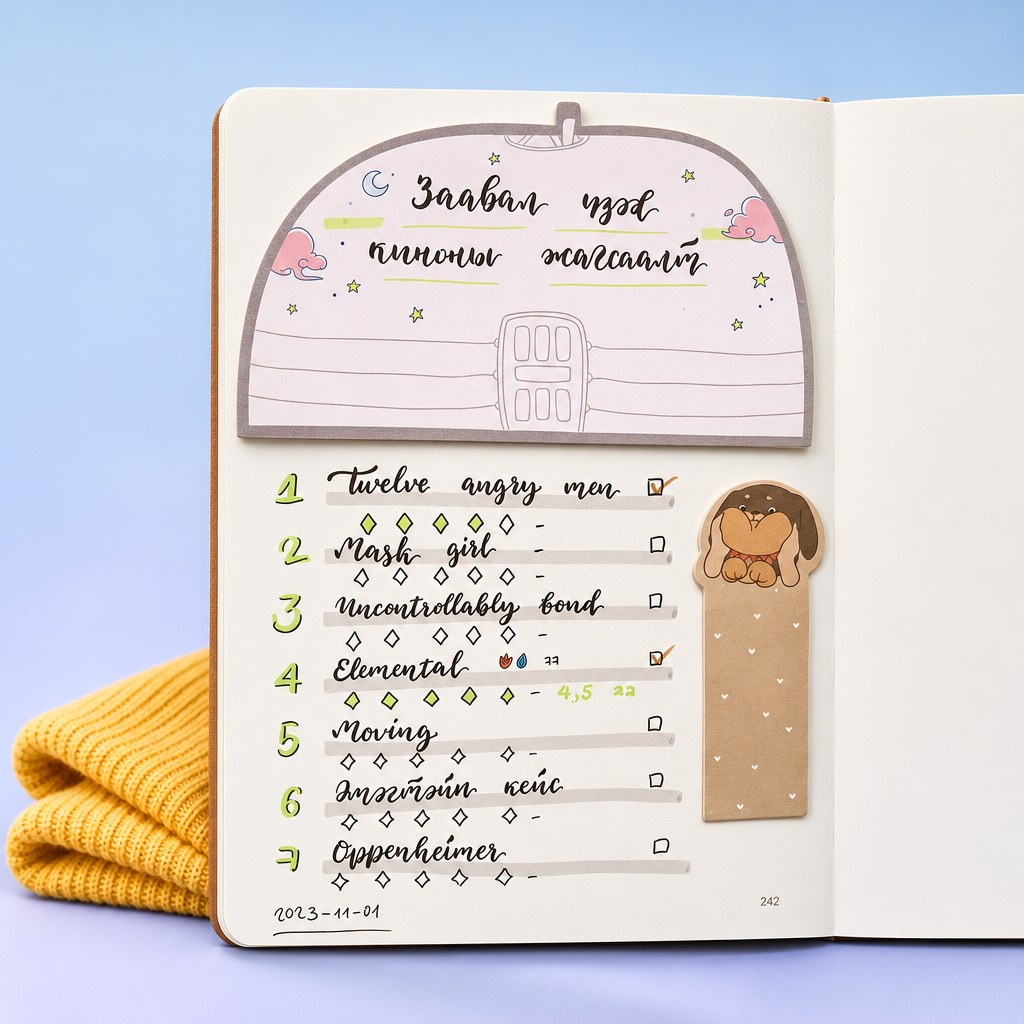 Заавал үзэх
киноны жагсаалт
1 Twelve angry men
2 Mask girl
3 Uncontrollably bond
4 Elemental
4,5
5 Moving
6 Эмэгтэйн кейс
7 Oppenheimer
2023-11-01
242